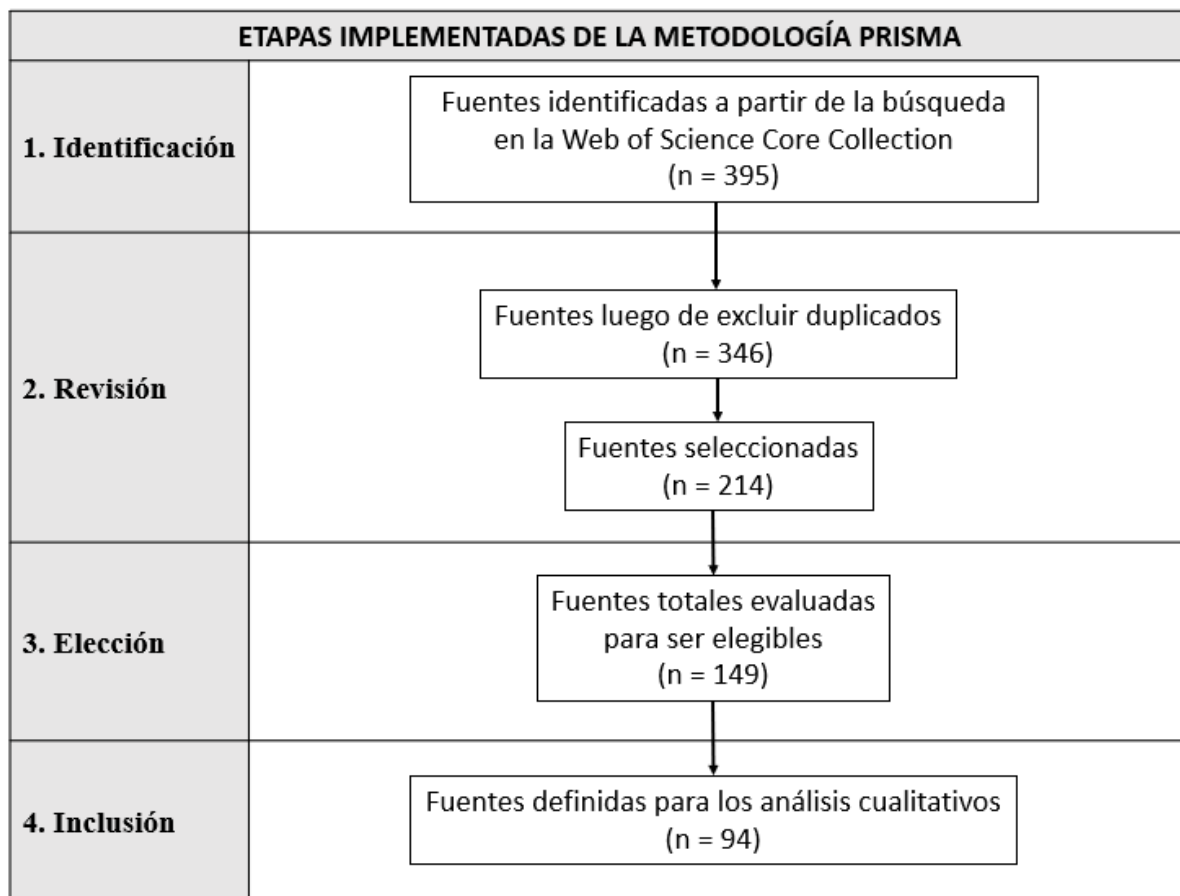 ETAPAS IMPLEMENTADAS DE LA METODOLOGÍA PRISMA
1. Identificación
Fuentes identificadas a partir de la búsqueda
en la Web of Science Core Collection
(n = 395)
2. Revisión
Fuentes luego de excluir duplicados
(n = 346)
Fuentes seleccionadas
(n = 214)
3. Elección
Fuentes totales evaluadas
para ser elegibles
(n = 149)
4. Inclusión
Fuentes definidas para los análisis cualitativos
(n = 94)